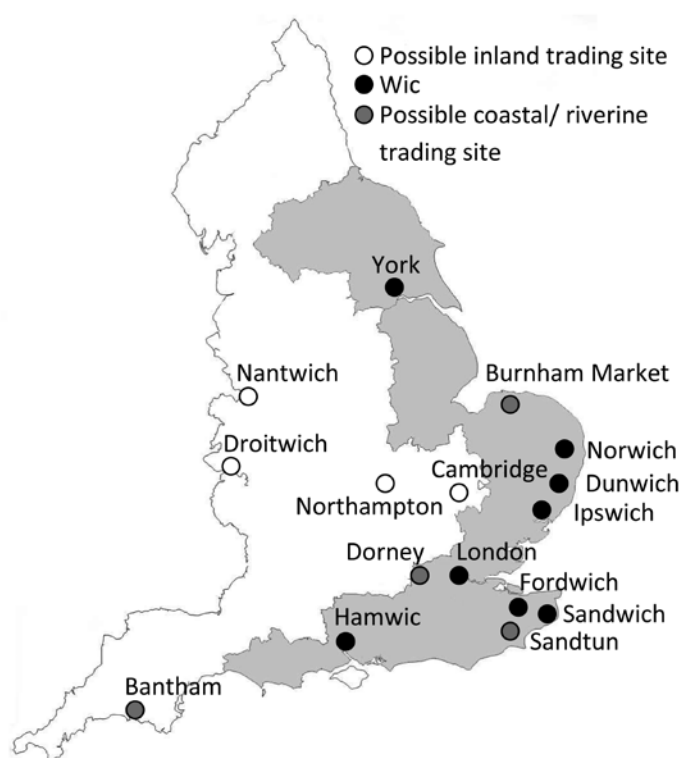 Possible inland trading site
Wic
Possible coastal/ riverine
trading site
York
Nantwich
Burnham Market
Droitwich
Norwich
Cambridge
Dunwich
Northampton
Ipswich
Dorney
London
Fordwich
Hamwic
Sandwich
Sandtun
Bantham